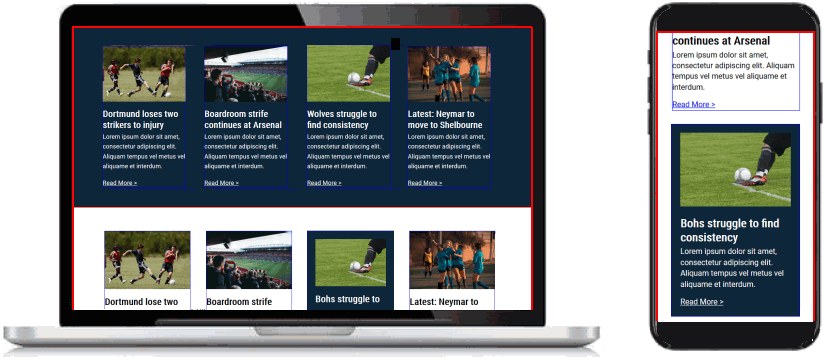 Dortmund loses two
strikers to injury
Lorem ipsum dolor sit amet,
consectetur adipiscing elit.
Aliquam tempus vel metus vel
aliquame et interdum.
Read More >
Boardroom strife
continues at Arsenal
Lorem ipsum dolor sit amet,
consectetur adipiscing elit.
Aliquam tempus vel metus vel
aliquame et interdum.
Read More >
Wolves struggle to
find consistency
Lorem ipsum dolor sit amet,
consectetur adipiscing elit.
Aliquam tempus vel metus vel
aliquame et interdum.
Read More >
Latest: Neymar to
move to Shelbourne
Lorem ipsum dolor sit amet,
consectetur adipiscing elit.
Aliquam tempus vel metus vel
aliquame et interdum.
Read More >
Dortmund lose two
Boardroom strife
Bohs struggle to
Latest: Neymar to
continues at Arsenal
Lorem ipsum dolor sit amet,
consectetur adipiscing elit. Aliquam
tempus vel metus vel aliquame et
interdum.
Read More >
Bohs struggle to find
consistency
Lorem ipsum dolor sit amet,
consectetur adipiscing elit.
Aliquam tempus vel metus vel
aliquame et interdum.
Read More >